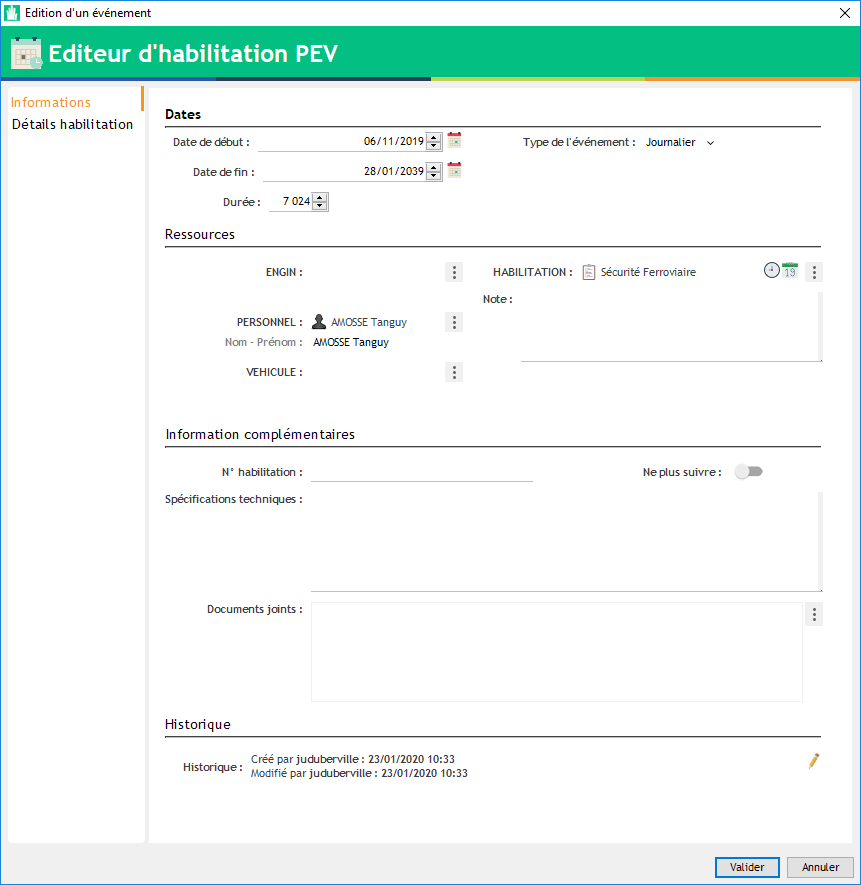 Edition d'un événement
Editeur d'habilitation PEV
Informations
Détails habilitation
Dates
Date de début : 06/11/2019 Type de l'événement : Journalier
Date de fin : 28/01/2039
Durée : 7 024
Ressources
ENGIN : HABILITATION : Sécurité Ferroviaire 19
Note :
PERSONNEL : AMOSSE Tanguy
Nom - Prénom : AMOSSE Tanguy
VEHICULE :
Information complémentaires
N° habilitation : Ne plus suivre :
Spécifications techniques :
Documents joints :
Historique
Historique : Créé par juduberville : 23/01/2020 10:33
Modifié par juduberville : 23/01/2020 10:33
Valider Annuler